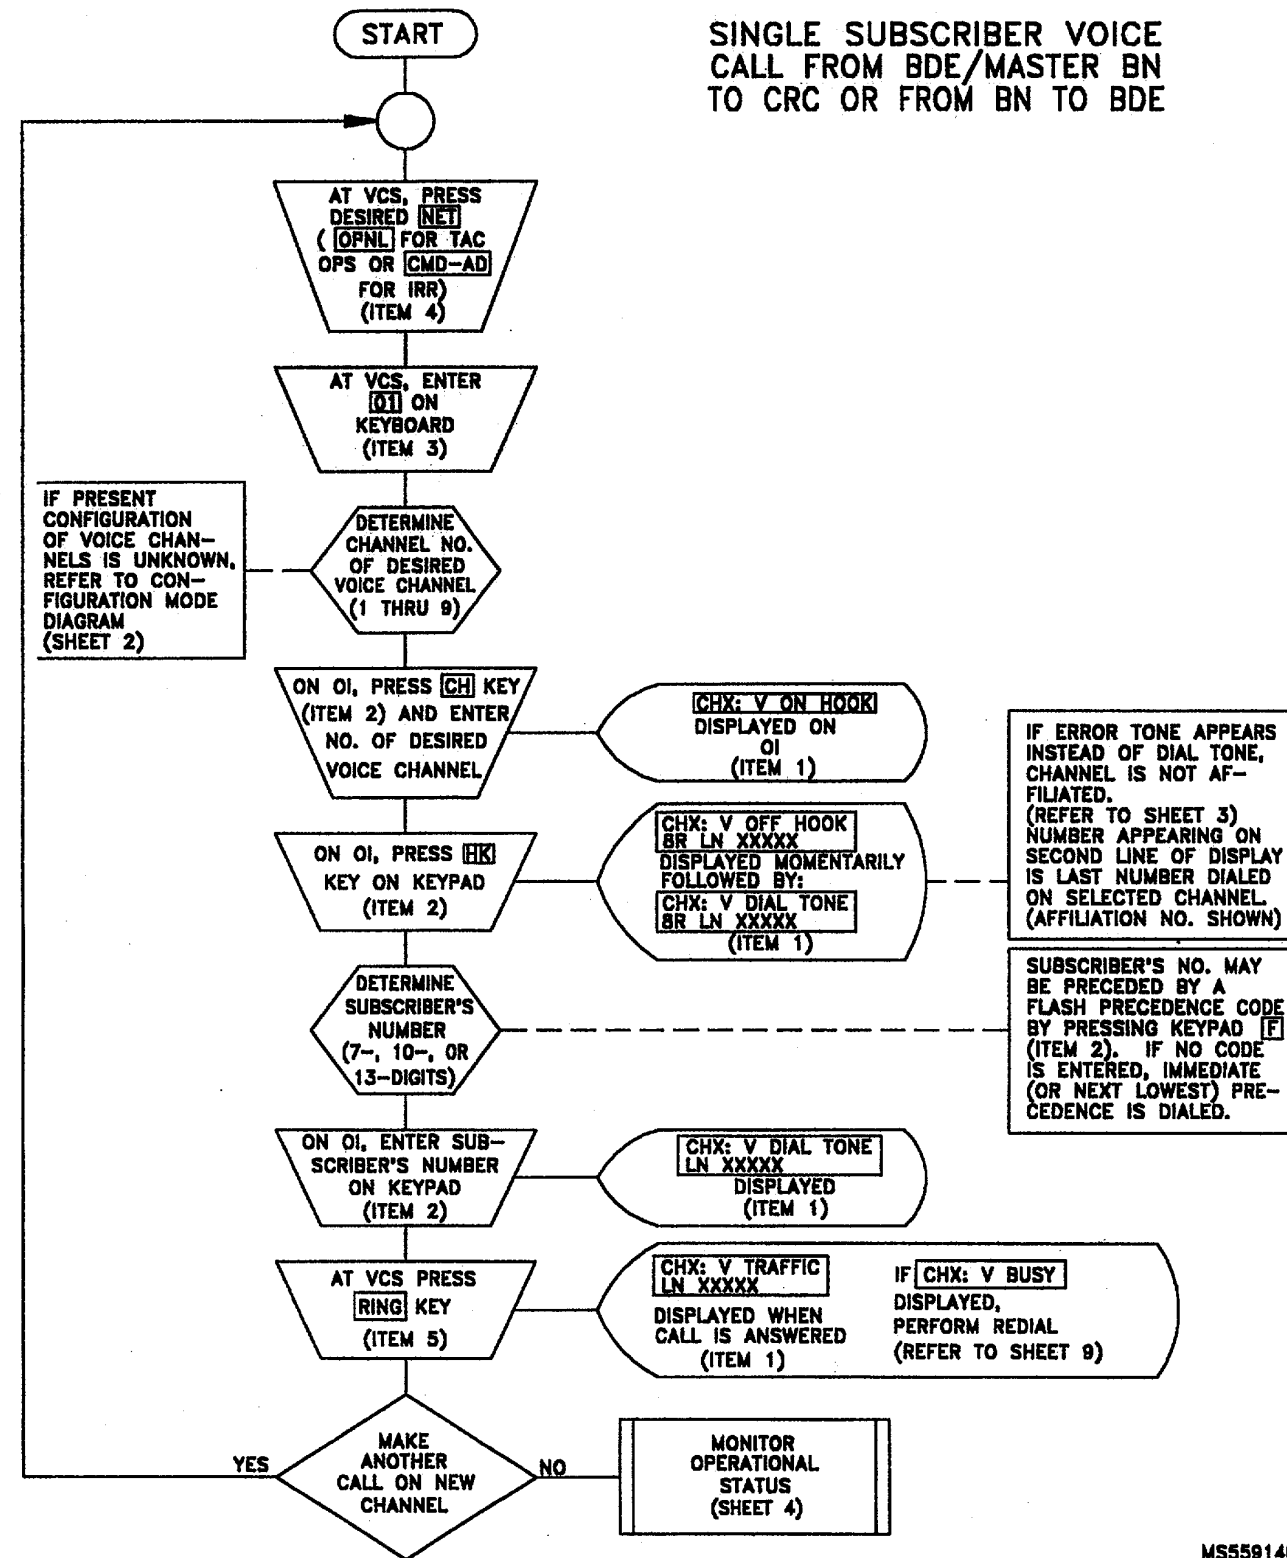 START
SINGLE SUBSCRIBER VOICE
CALL FROM BDE/MASTER BN
TO CRC OR FROM BN TO BDE
AT VCS, PRESS
DESIRED NET
( OPNL FOR TAC
OPS OR CMD-AD
FOR IRR)
(ITEM 4)
AT VCS, ENTER
01 ON
KEYBOARD
(ITEM 3)
IF PRESENT
CONFIGURATION
OF VOICE CHAN-
NELS IS UNKNOWN,
REFER TO CON-
FIGURATION MODE
DIAGRAM
(SHEET 2)
DETERMINE
CHANNEL NO.
OF DESIRED
VOICE CHANNEL
(1 THRU 9)
ON OI, PRESS CH KEY
(ITEM 2) AND ENTER
NO. OF DESIRED
VOICE CHANNEL
CHX: V ON HOOK
DISPLAYED ON
OI
(ITEM 1)
ON OI, PRESS HK
KEY ON KEYPAD
(ITEM 2)
CHX: V OFF HOOK
8R LN XXXXX
DISPLAYED MOMENTARILY
FOLLOWED BY:
CHX: V DIAL TONE
8R LN XXXXX
(ITEM 1)
IF ERROR TONE APPEARS
INSTEAD OF DIAL TONE,
CHANNEL IS NOT AF-
FILIATED.
(REFER TO SHEET 3)
NUMBER APPEARING ON
SECOND LINE OF DISPLAY
IS LAST NUMBER DIALED
ON SELECTED CHANNEL.
(AFFILIATION NO. SHOWN)
DETERMINE
SUBSCRIBER'S
NUMBER
(7-, 10-, OR
13-DIGITS)
SUBSCRIBER'S NO. MAY
BE PRECEDED BY A
FLASH PRECEDENCE CODE
BY PRESSING KEYPAD F
(ITEM 2). IF NO CODE
IS ENTERED, IMMEDIATE
(OR NEXT LOWEST) PRE-
CEDENCE IS DIALED.
ON OI, ENTER SUB-
SCRIBER'S NUMBER
ON KEYPAD
(ITEM 2)
CHX: V DIAL TONE
LN XXXXX
DISPLAYED
(ITEM 1)
AT VCS PRESS
RING KEY
(ITEM 5)
CHX: V TRAFFIC
LN XXXXX
DISPLAYED WHEN
CALL IS ANSWERED
(ITEM 1)
IF CHX: V BUSY
DISPLAYED,
PERFORM REDIAL
(REFER TO SHEET 9)
MAKE
ANOTHER
CALL ON NEW
CHANNEL
YES
NO
MONITOR
OPERATIONAL
STATUS
(SHEET 4)